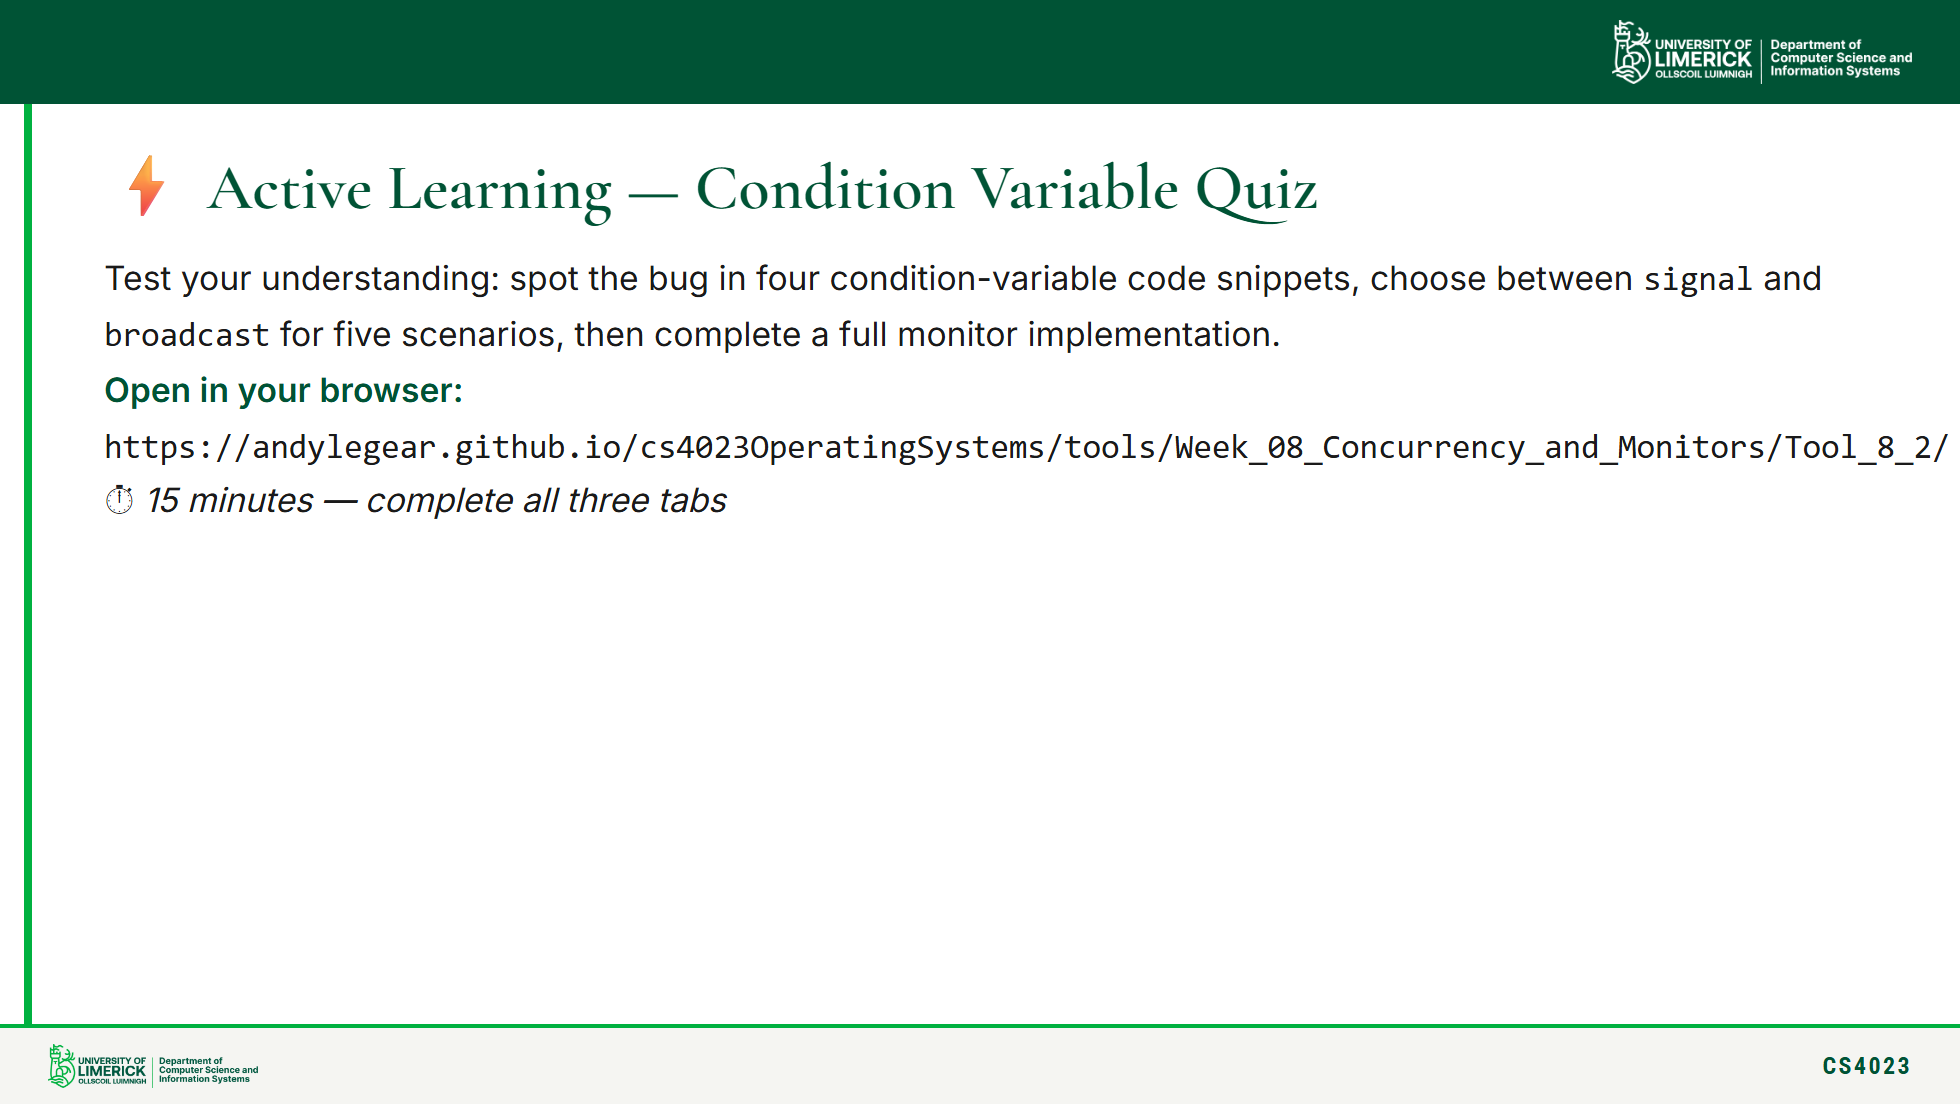 UNIVERSITY OF
LIMERICK
OLLSCOIL LUIMNIGH
Department of
Computer Science and
Information Systems
⚡ Active Learning — Condition Variable Quiz
Test your understanding: spot the bug in four condition-variable code snippets, choose between signal and
broadcast for five scenarios, then complete a full monitor implementation.
Open in your browser:
https://andylegear.github.io/cs4023OperatingSystems/tools/Week_08_Concurrency_and_Monitors/Tool_8_2/
⏱ 15 minutes — complete all three tabs
UNIVERSITY OF
LIMERICK
OLLSCOIL LUIMNIGH
Department of
Computer Science and
Information Systems
CS4023